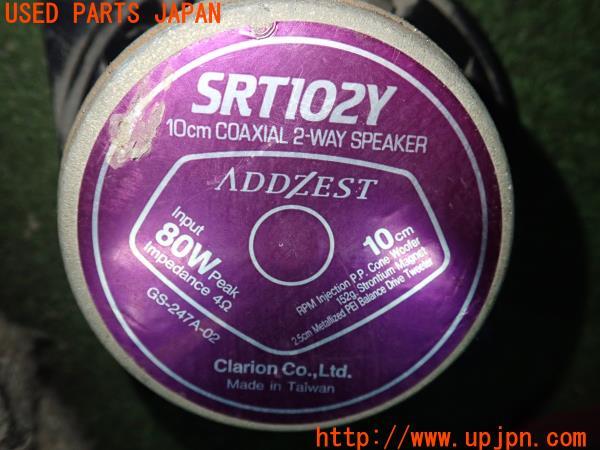 USED PARTS JAPAN
SRT102Y
10cm COAXIAL 2-WAY SPEAKER
ADDZEST
Input
80W Peak
Impedance 4Ω
GS-247A-02
10cm
RPM Injection P.P. Cone Woofer
152g. Strontium Magnet
2.5cm Metallized PEI Balance Drive Tweeter
Clarion Co.,Ltd.
Made in Taiwan
http://www.upjpn.com